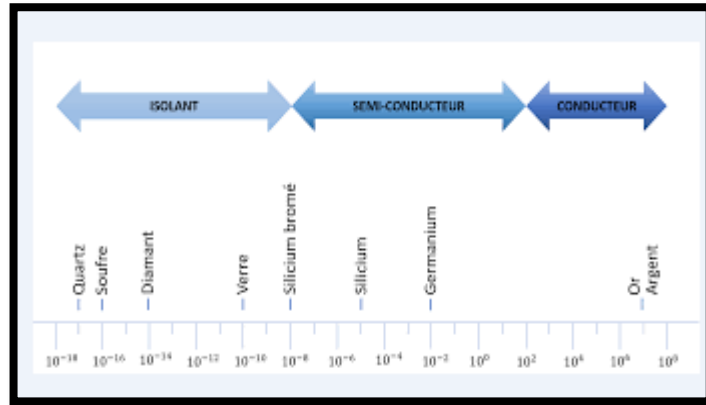 ISOLANT
SEMI-CONDUCTEUR
CONDUCTEUR
Quartz
Soufre
Diamant
Verre
Silicium bromé
Silicium
Germanium
Or
Argent
10⁻¹⁸ 10⁻¹⁶ 10⁻¹⁴ 10⁻¹² 10⁻¹⁰ 10⁻⁸ 10⁻⁶ 10⁻⁴ 10⁻² 10⁰ 10² 10⁴ 10⁶ 10⁸